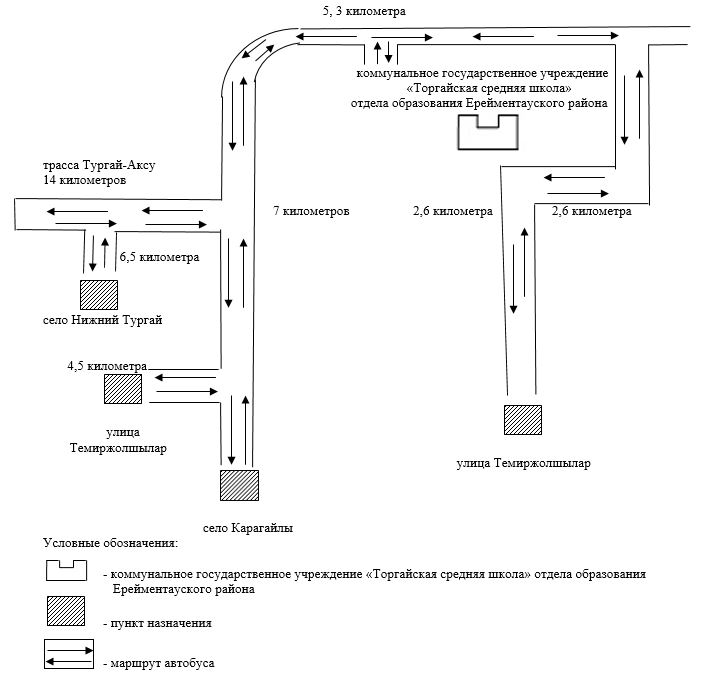 5, 3 километра
коммунальное государственное учреждение
«Торгайская средняя школа»
отдела образования Ерейментауского района
трасса Тургай-Аксу
14 километров
7 километров
2,6 километра
2,6 километра
6,5 километра
село Нижний Тургай
4,5 километра
улица
Темиржолшылар
улица Темиржолшылар
село Карагайлы
Условные обозначения:
- коммунальное государственное учреждение «Торгайская средняя школа» отдела образования
Ерейментауского района
- пункт назначения
- маршрут автобуса